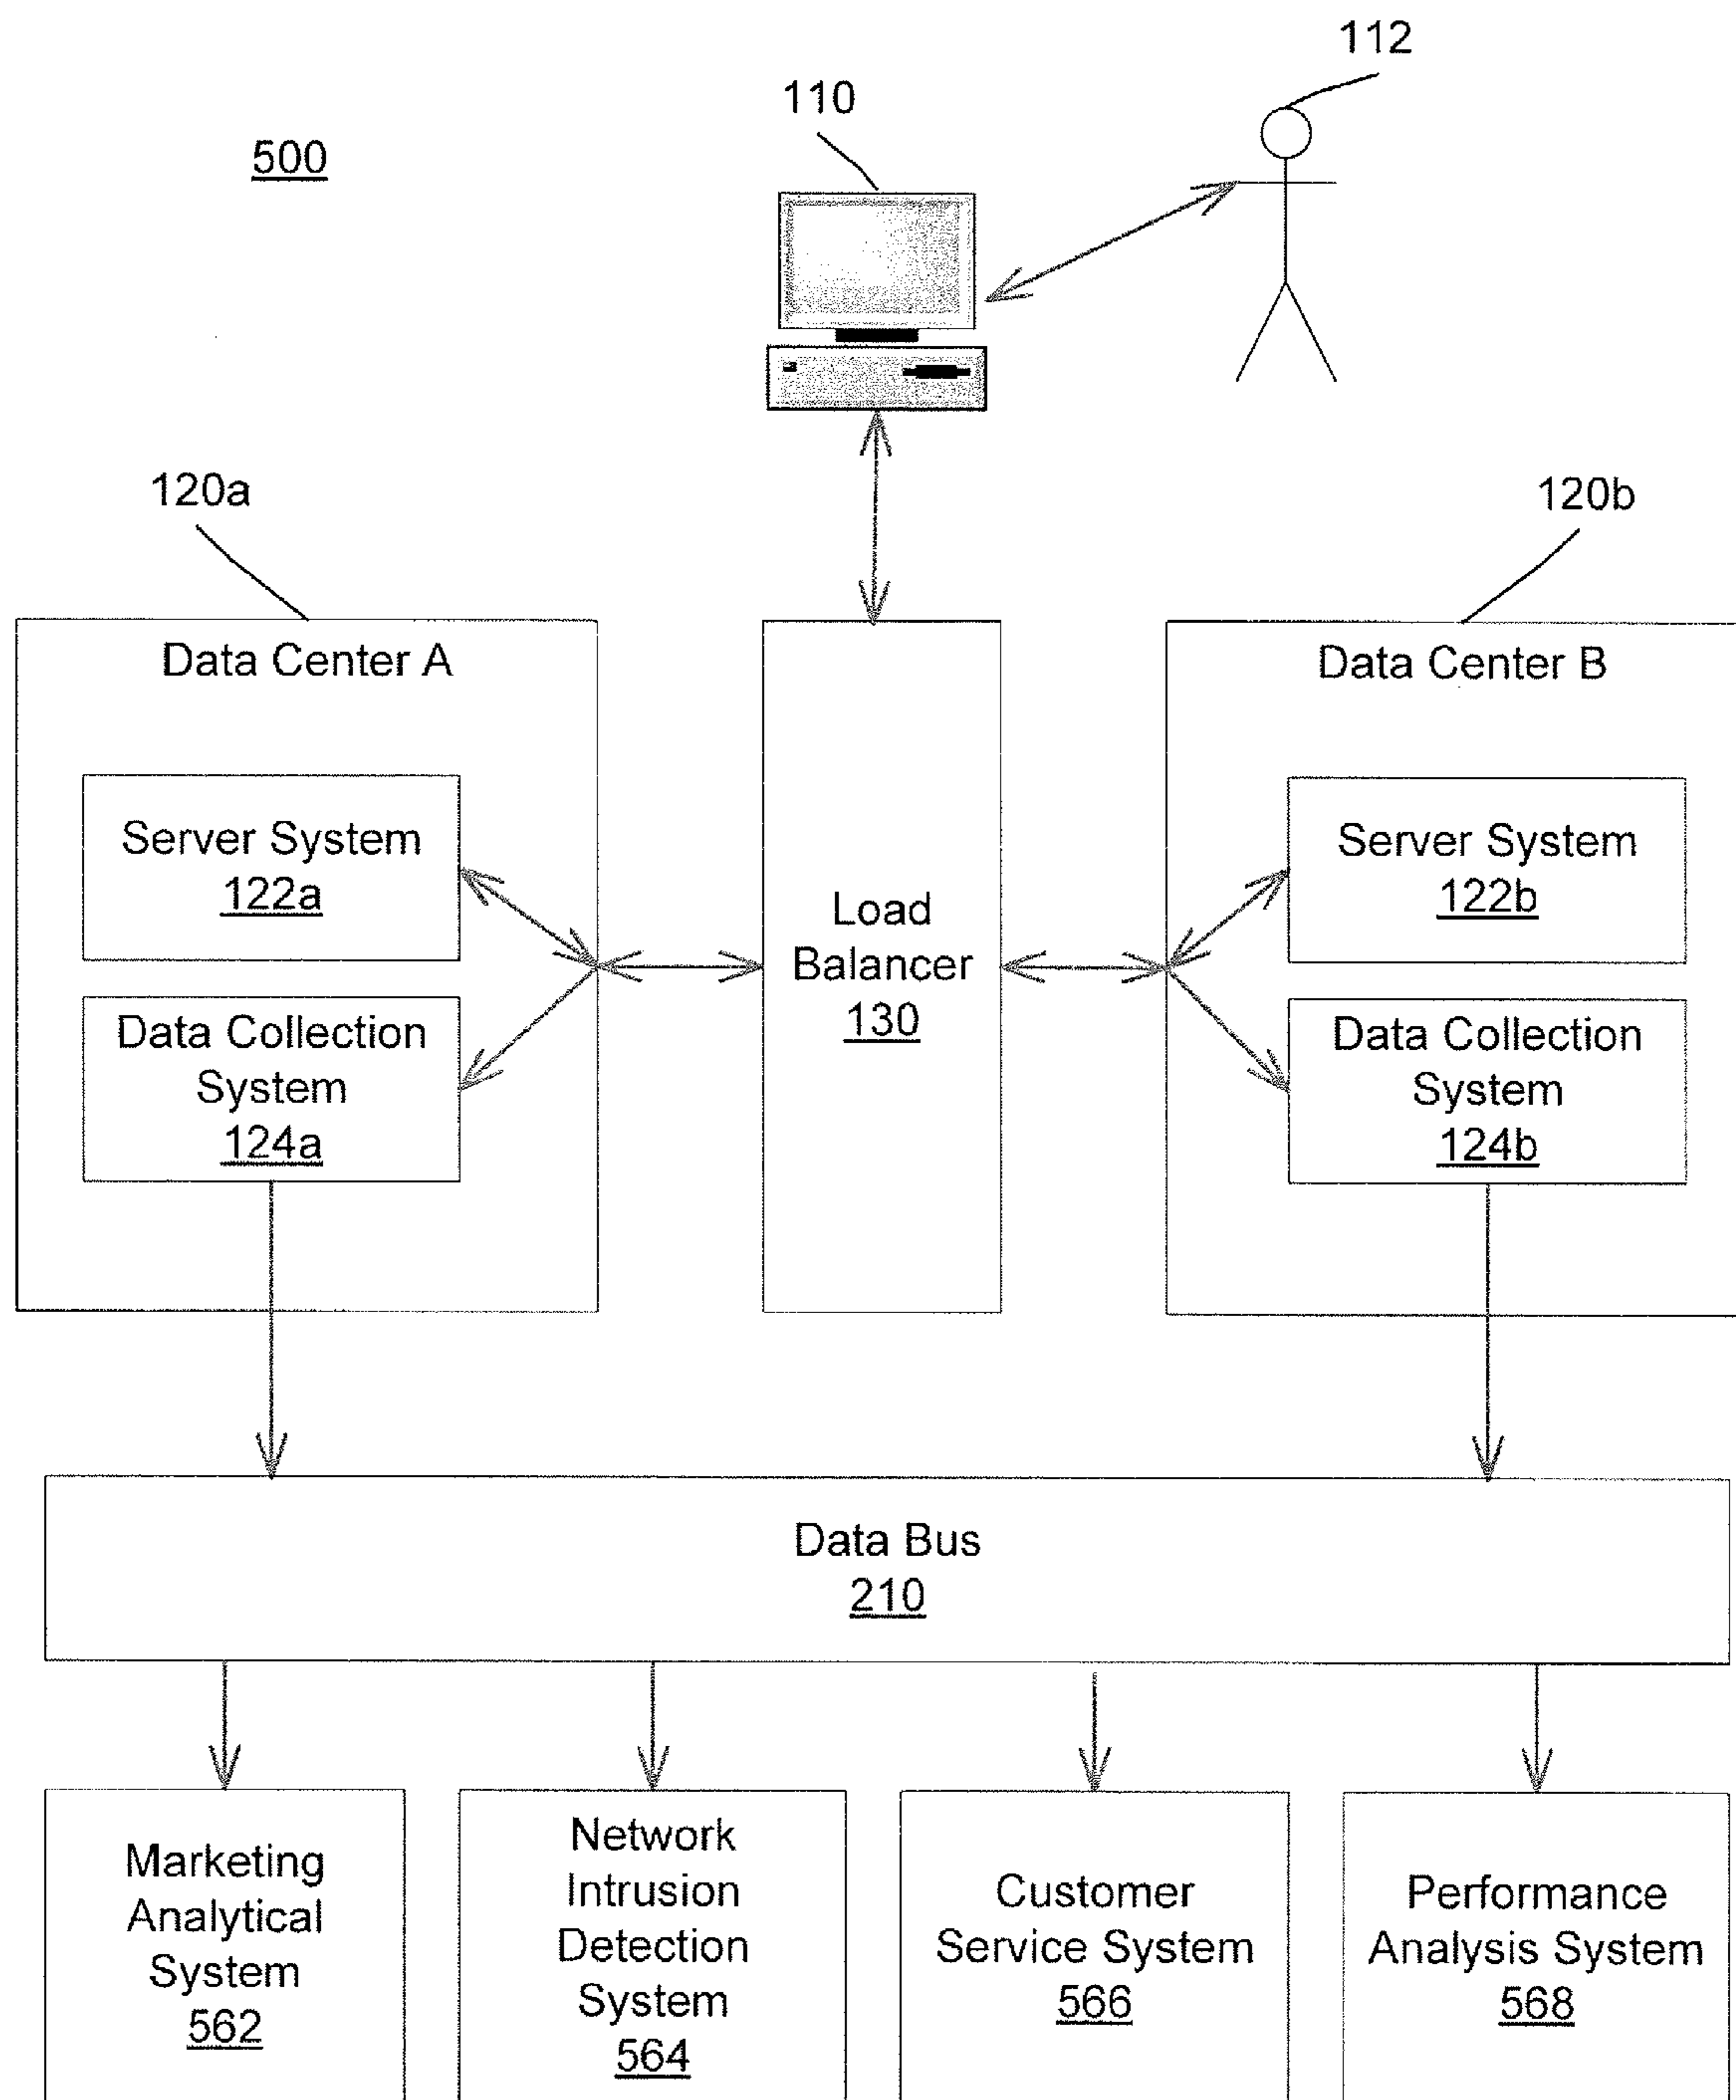 112
110
500
120a
120b
Data Center A
Data Center B
Server System
122a
Server System
122b
Load
Balancer
130
Data Collection
System
124a
Data Collection
System
124b
Data Bus
210
Marketing
Analytical
System
562
Network
Intrusion
Detection
System
564
Customer
Service System
566
Performance
Analysis System
568